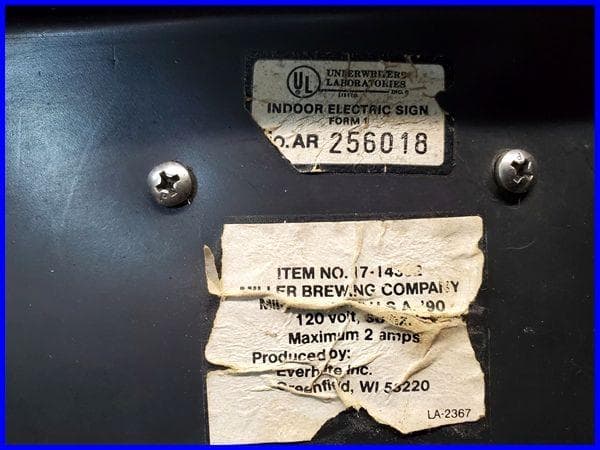 UL
UNDERWRITERS
LABORATORIES
INC. ®
INDOOR ELECTRIC SIGN
FORM 1
AR 256018
ITEM NO.
MILLER BREWING COMPANY
'90
120 volt,
Maximum 2 amps
Produced by:
Inc.
Greenfield, WI 53220
LA-2367